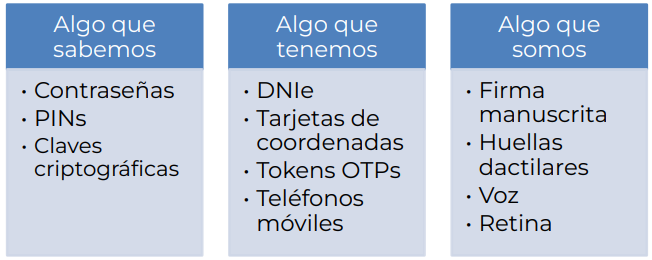 Algo que
sabemos
• Contraseñas
• PINs
• Claves
criptográficas
Algo que
tenemos
• DNIe
• Tarjetas de
coordenadas
• Tokens OTPs
• Teléfonos
móviles
Algo que
somos
• Firma
manuscrita
• Huellas
dactilares
• Voz
• Retina